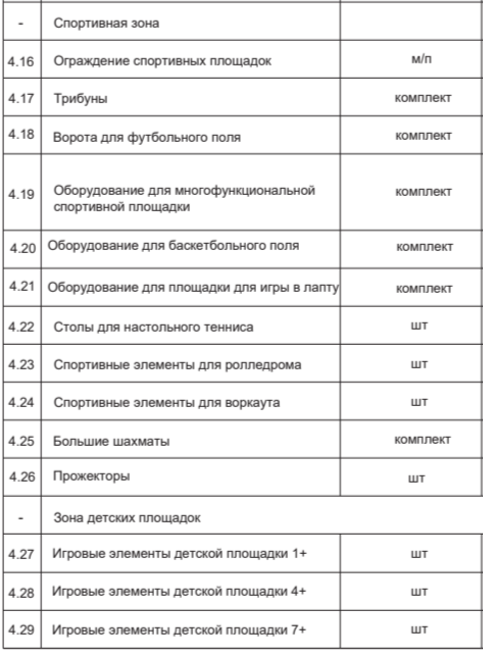 - Спортивная зона
4.16 Ограждение спортивных площадок м/п
4.17 Трибуны комплект
4.18 Ворота для футбольного поля комплект
4.19 Оборудование для многофункциональной спортивной площадки комплект
4.20 Оборудование для баскетбольного поля комплект
4.21 Оборудование для площадки для игры в лапту комплект
4.22 Столы для настольного тенниса шт
4.23 Спортивные элементы для ролледрома шт
4.24 Спортивные элементы для воркаута шт
4.25 Большие шахматы комплект
4.26 Прожекторы шт
- Зона детских площадок
4.27 Игровые элементы детской площадки 1+ шт
4.28 Игровые элементы детской площадки 4+ шт
4.29 Игровые элементы детской площадки 7+ шт